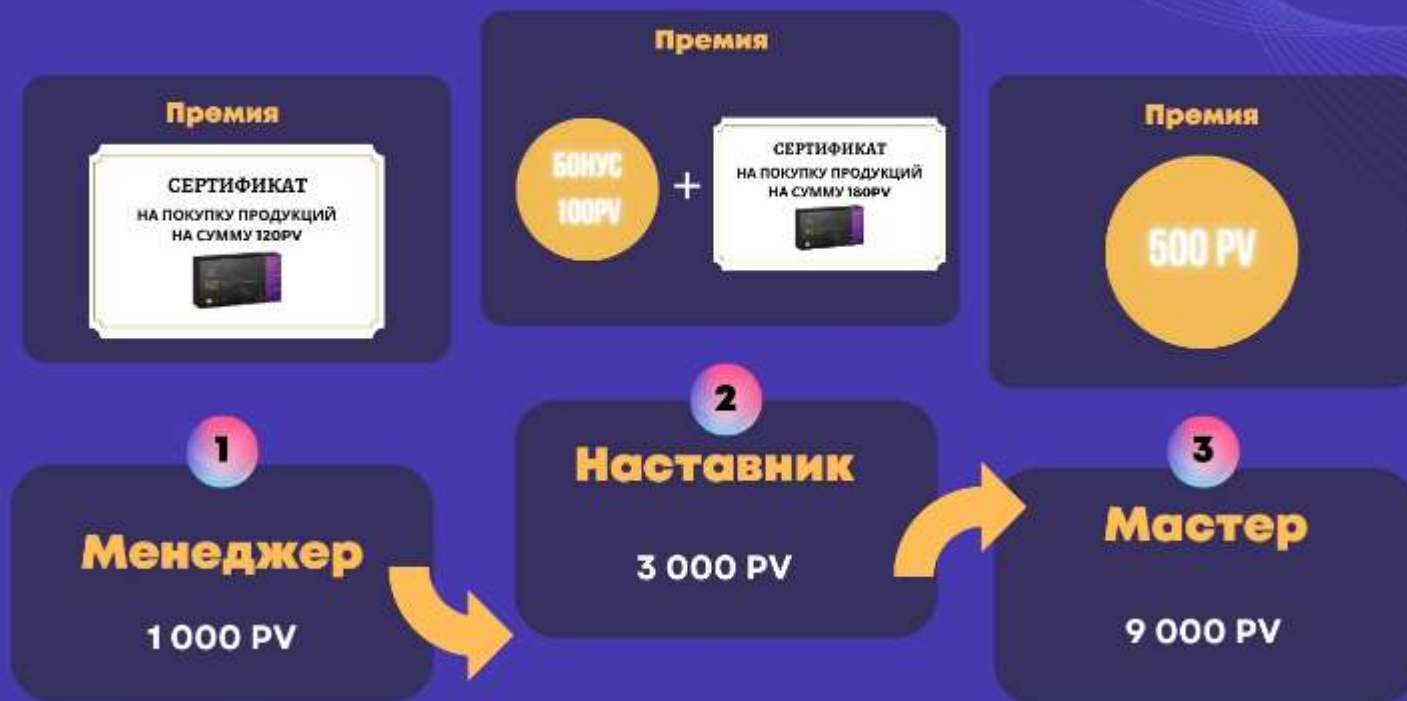 Премия
СЕРТИФИКАТ
НА ПОКУПКУ ПРОДУКЦИЙ
НА СУММУ 120PV
Премия
БОНУС
100PV
+
СЕРТИФИКАТ
НА ПОКУПКУ ПРОДУКЦИЙ
НА СУММУ 180PV
Премия
500 PV
1
Менеджер
1 000 PV
2
Наставник
3 000 PV
3
Мастер
9 000 PV